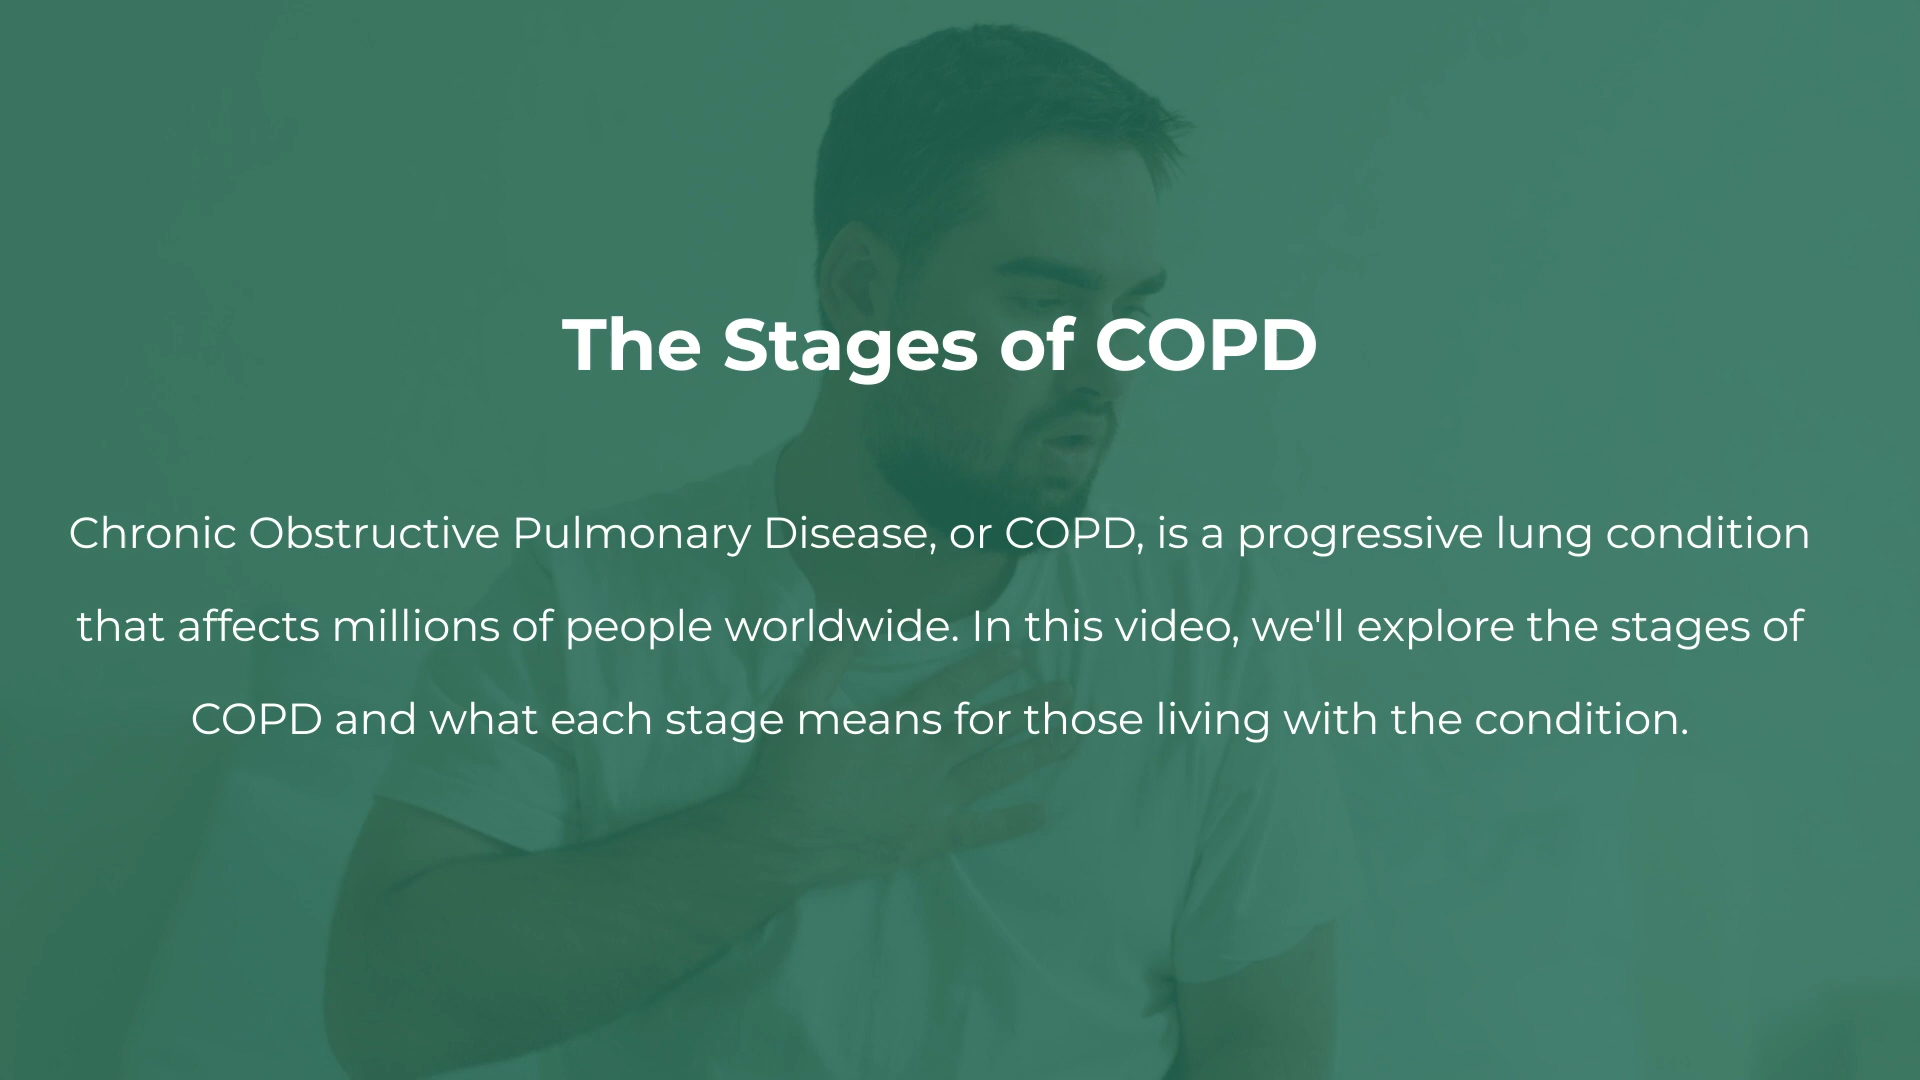 The Stages of COPD
Chronic Obstructive Pulmonary Disease, or COPD, is a progressive lung condition
that affects millions of people worldwide. In this video, we'll explore the stages of
COPD and what each stage means for those living with the condition.